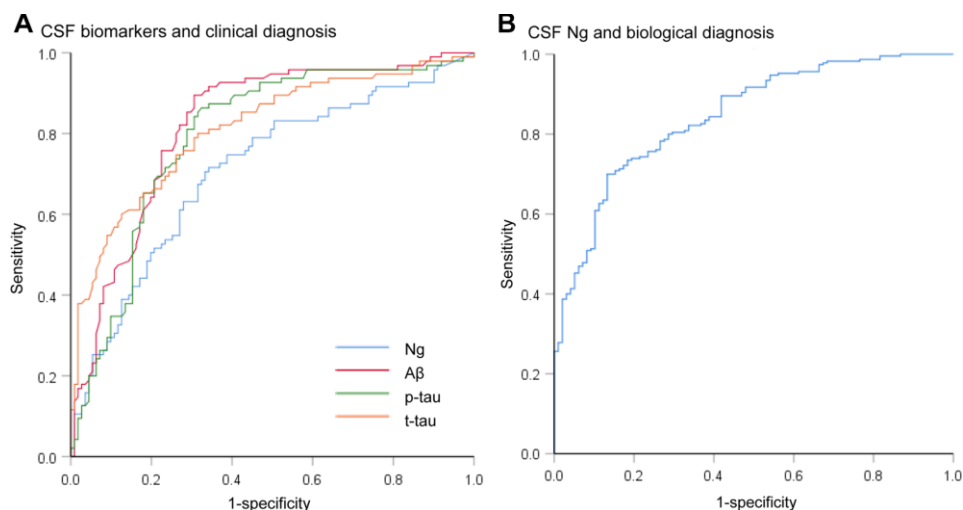 A
CSF biomarkers and clinical diagnosis
1.0
0.8
0.6
0.4
0.2
0.0
Sensitivity
0.0 0.2 0.4 0.6 0.8 1.0
1-specificity
Ng
Aβ
p-tau
t-tau
B
CSF Ng and biological diagnosis
1.0
0.8
0.6
0.4
0.2
0.0
Sensitivity
0.0 0.2 0.4 0.6 0.8 1.0
1-specificity